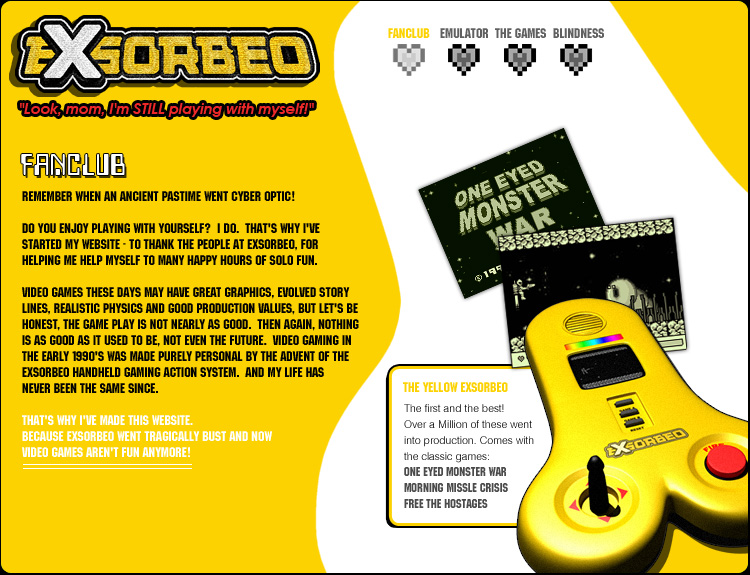 EXSORBEO
"Look, mom, I'm STILL playing with myself!"
FANCLUB EMULATOR THE GAMES BLINDNESS
FANCLUB
REMEMBER WHEN AN ANCIENT PASTIME WENT CYBER OPTIC!
DO YOU ENJOY PLAYING WITH YOURSELF? I DO. THAT'S WHY I'VE
STARTED MY WEBSITE - TO THANK THE PEOPLE AT EXSORBEO, FOR
HELPING ME HELP MYSELF TO MANY HAPPY HOURS OF SOLO FUN.
VIDEO GAMES THESE DAYS MAY HAVE GREAT GRAPHICS, EVOLVED STORY
LINES, REALISTIC PHYSICS AND GOOD PRODUCTION VALUES, BUT LET'S BE
HONEST, THE GAME PLAY IS NOT NEARLY AS GOOD. THEN AGAIN, NOTHING
IS AS GOOD AS IT USED TO BE, NOT EVEN THE FUTURE. VIDEO GAMING IN
THE EARLY 1990'S WAS MADE PURELY PERSONAL BY THE ADVENT OF THE
EXSORBEO HANDHELD GAMING ACTION SYSTEM. AND MY LIFE HAS
NEVER BEEN THE SAME SINCE.
THAT'S WHY I'VE MADE THIS WEBSITE.
BECAUSE EXSORBEO WENT TRAGICALLY BUST AND NOW
VIDEO GAMES AREN'T FUN ANYMORE!
ONE EYED
MONSTER
WAR
THE YELLOW EXSORBEO
The first and the best!
Over a Million of these went
into production. Comes with
the classic games:
ONE EYED MONSTER WAR
MORNING MISSLE CRISIS
FREE THE HOSTAGES
RESET
EXSORBEO
FIRE